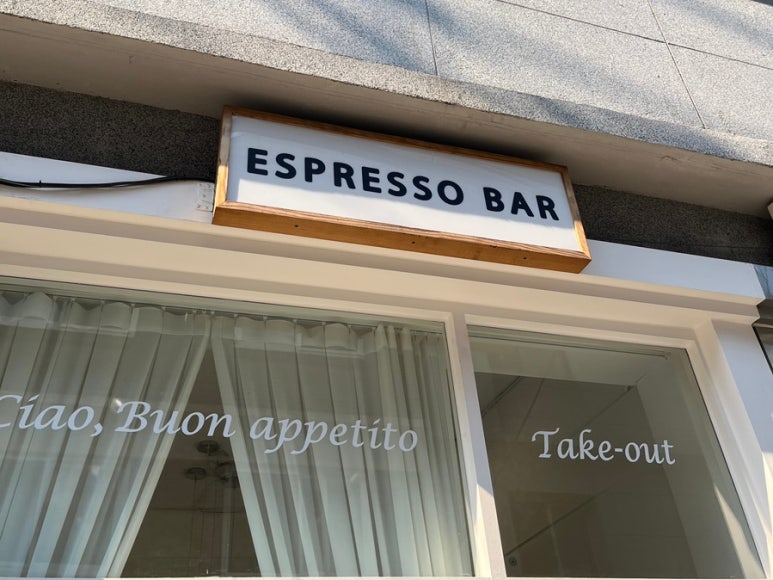 ESPRESSO BAR
Ciao, Buon appetito
Take-out